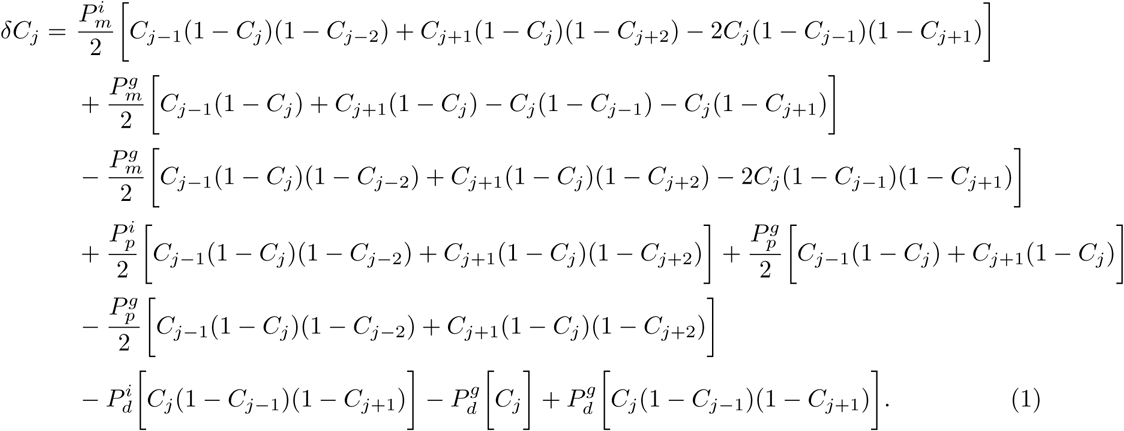 δC_j = \frac{P_m^i}{2} [ C_{j−1}(1 − C_j)(1 − C_{j−2}) + C_{j+1}(1 − C_j)(1 − C_{j+2}) − 2C_j(1 − C_{j−1})(1 − C_{j+1}) ]
+ \frac{P_m^g}{2} [ C_{j−1}(1 − C_j) + C_{j+1}(1 − C_j) − C_j(1 − C_{j−1}) − C_j(1 − C_{j+1}) ]
− \frac{P_m^g}{2} [ C_{j−1}(1 − C_j)(1 − C_{j−2}) + C_{j+1}(1 − C_j)(1 − C_{j+2}) − 2C_j(1 − C_{j−1})(1 − C_{j+1}) ]
+ \frac{P_p^i}{2} [ C_{j−1}(1 − C_j)(1 − C_{j−2}) + C_{j+1}(1 − C_j)(1 − C_{j+2}) ] + \frac{P_p^g}{2} [ C_{j−1}(1 − C_j) + C_{j+1}(1 − C_j) ]
− \frac{P_p^g}{2} [ C_{j−1}(1 − C_j)(1 − C_{j−2}) + C_{j+1}(1 − C_j)(1 − C_{j+2}) ]
− P_d^i [ C_j(1 − C_{j−1})(1 − C_{j+1}) ] − P_d^g [ C_j ] + P_d^g [ C_j(1 − C_{j−1})(1 − C_{j+1}) ]. (1)